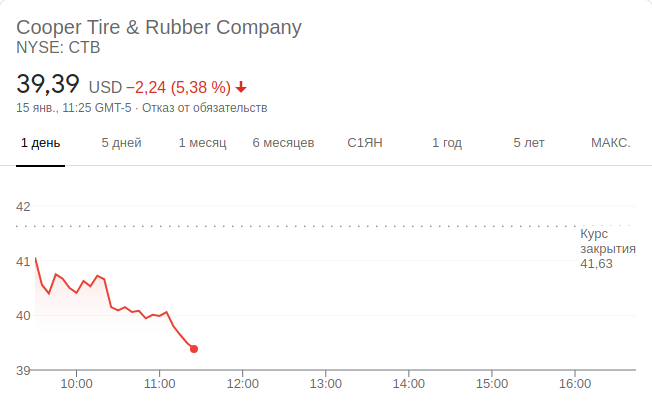 Cooper Tire & Rubber Company
NYSE: CTB
39,39 USD −2,24 (5,38 %)
15 янв., 11:25 GMT-5 · Отказ от обязательств
1 день 5 дней 1 месяц 6 месяцев С1ЯН 1 год 5 лет МАКС.
42
Курс
закрытия
41,63
41
40
39
10:00 11:00 12:00 13:00 14:00 15:00 16:00